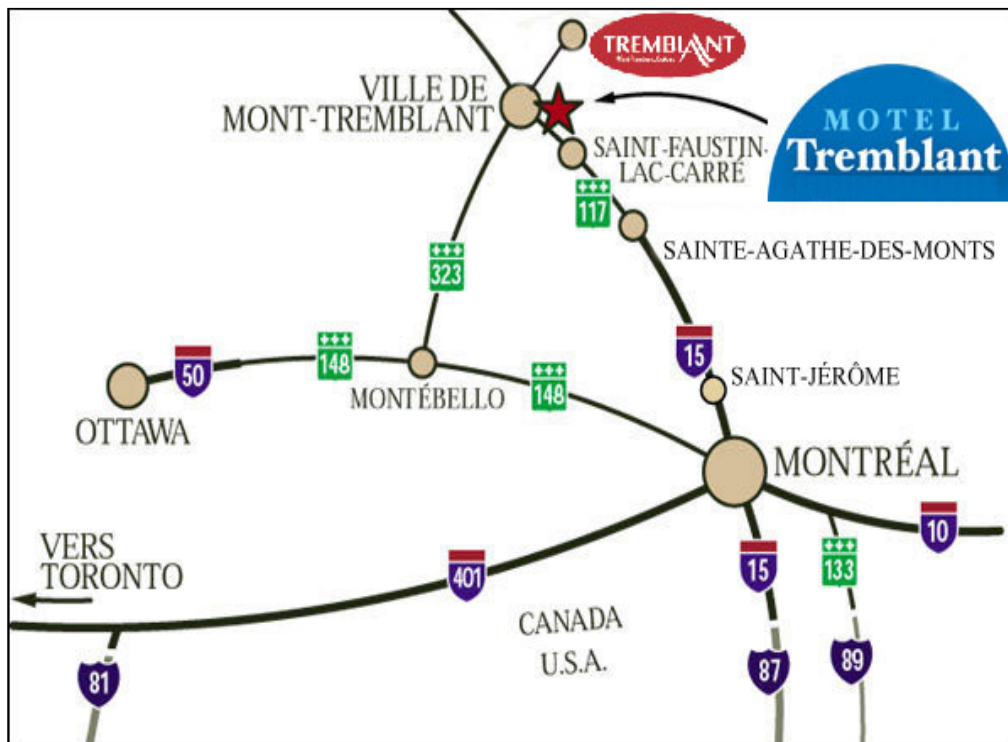 TREMBLANT
VILLE DE
MONT-TREMBLANT
MOTEL
Tremblant
SAINT-FAUSTIN-
LAC-CARRÉ
117
SAINTE-AGATHE-DES-MONTS
323
15
50
148
148
SAINT-JÉRÔME
MONTÉBELLO
OTTAWA
MONTRÉAL
10
VERS
TORONTO
401
15
133
CANADA
U.S.A.
81
87
89